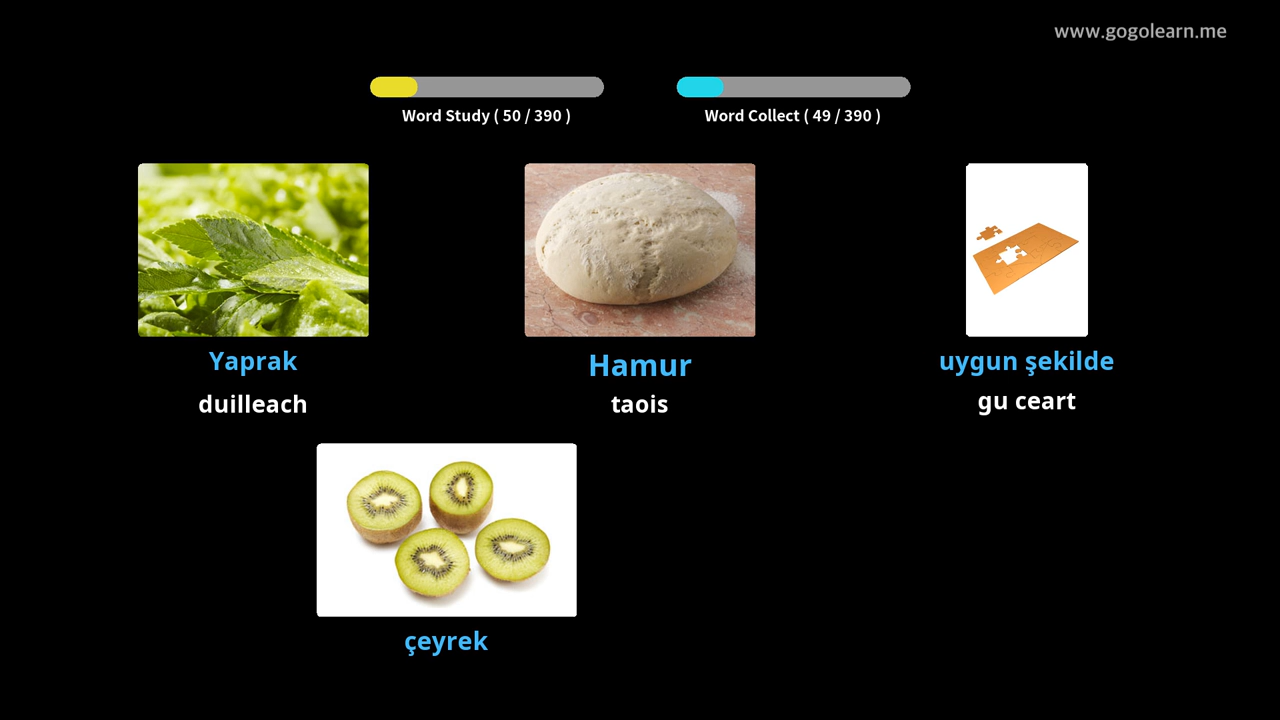 www.gogolearn.me
Word Study ( 50 / 390 )
Word Collect ( 49 / 390 )
Yaprak
duilleach
Hamur
taois
uygun şekilde
gu ceart
çeyrek